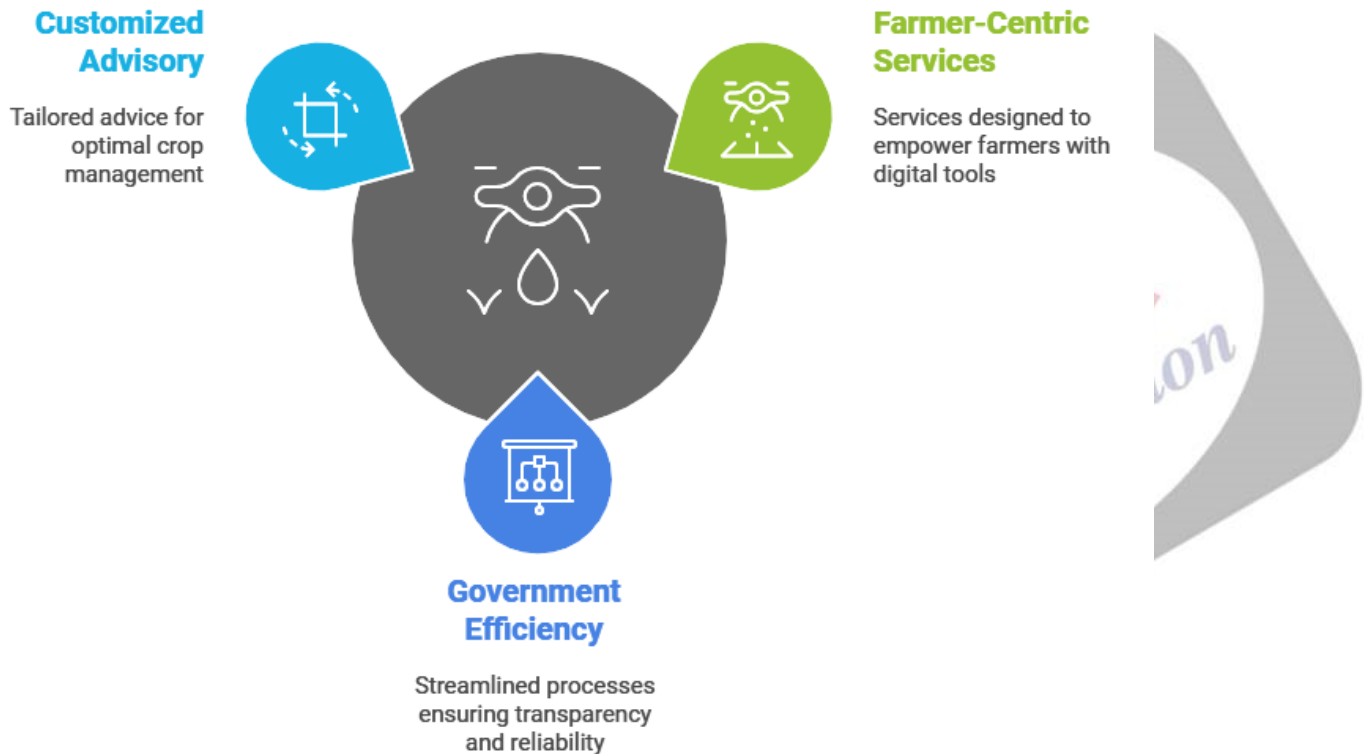 Customized
Advisory
Tailored advice for
optimal crop
management
Farmer-Centric
Services
Services designed to
empower farmers with
digital tools
Government
Efficiency
Streamlined processes
ensuring transparency
and reliability